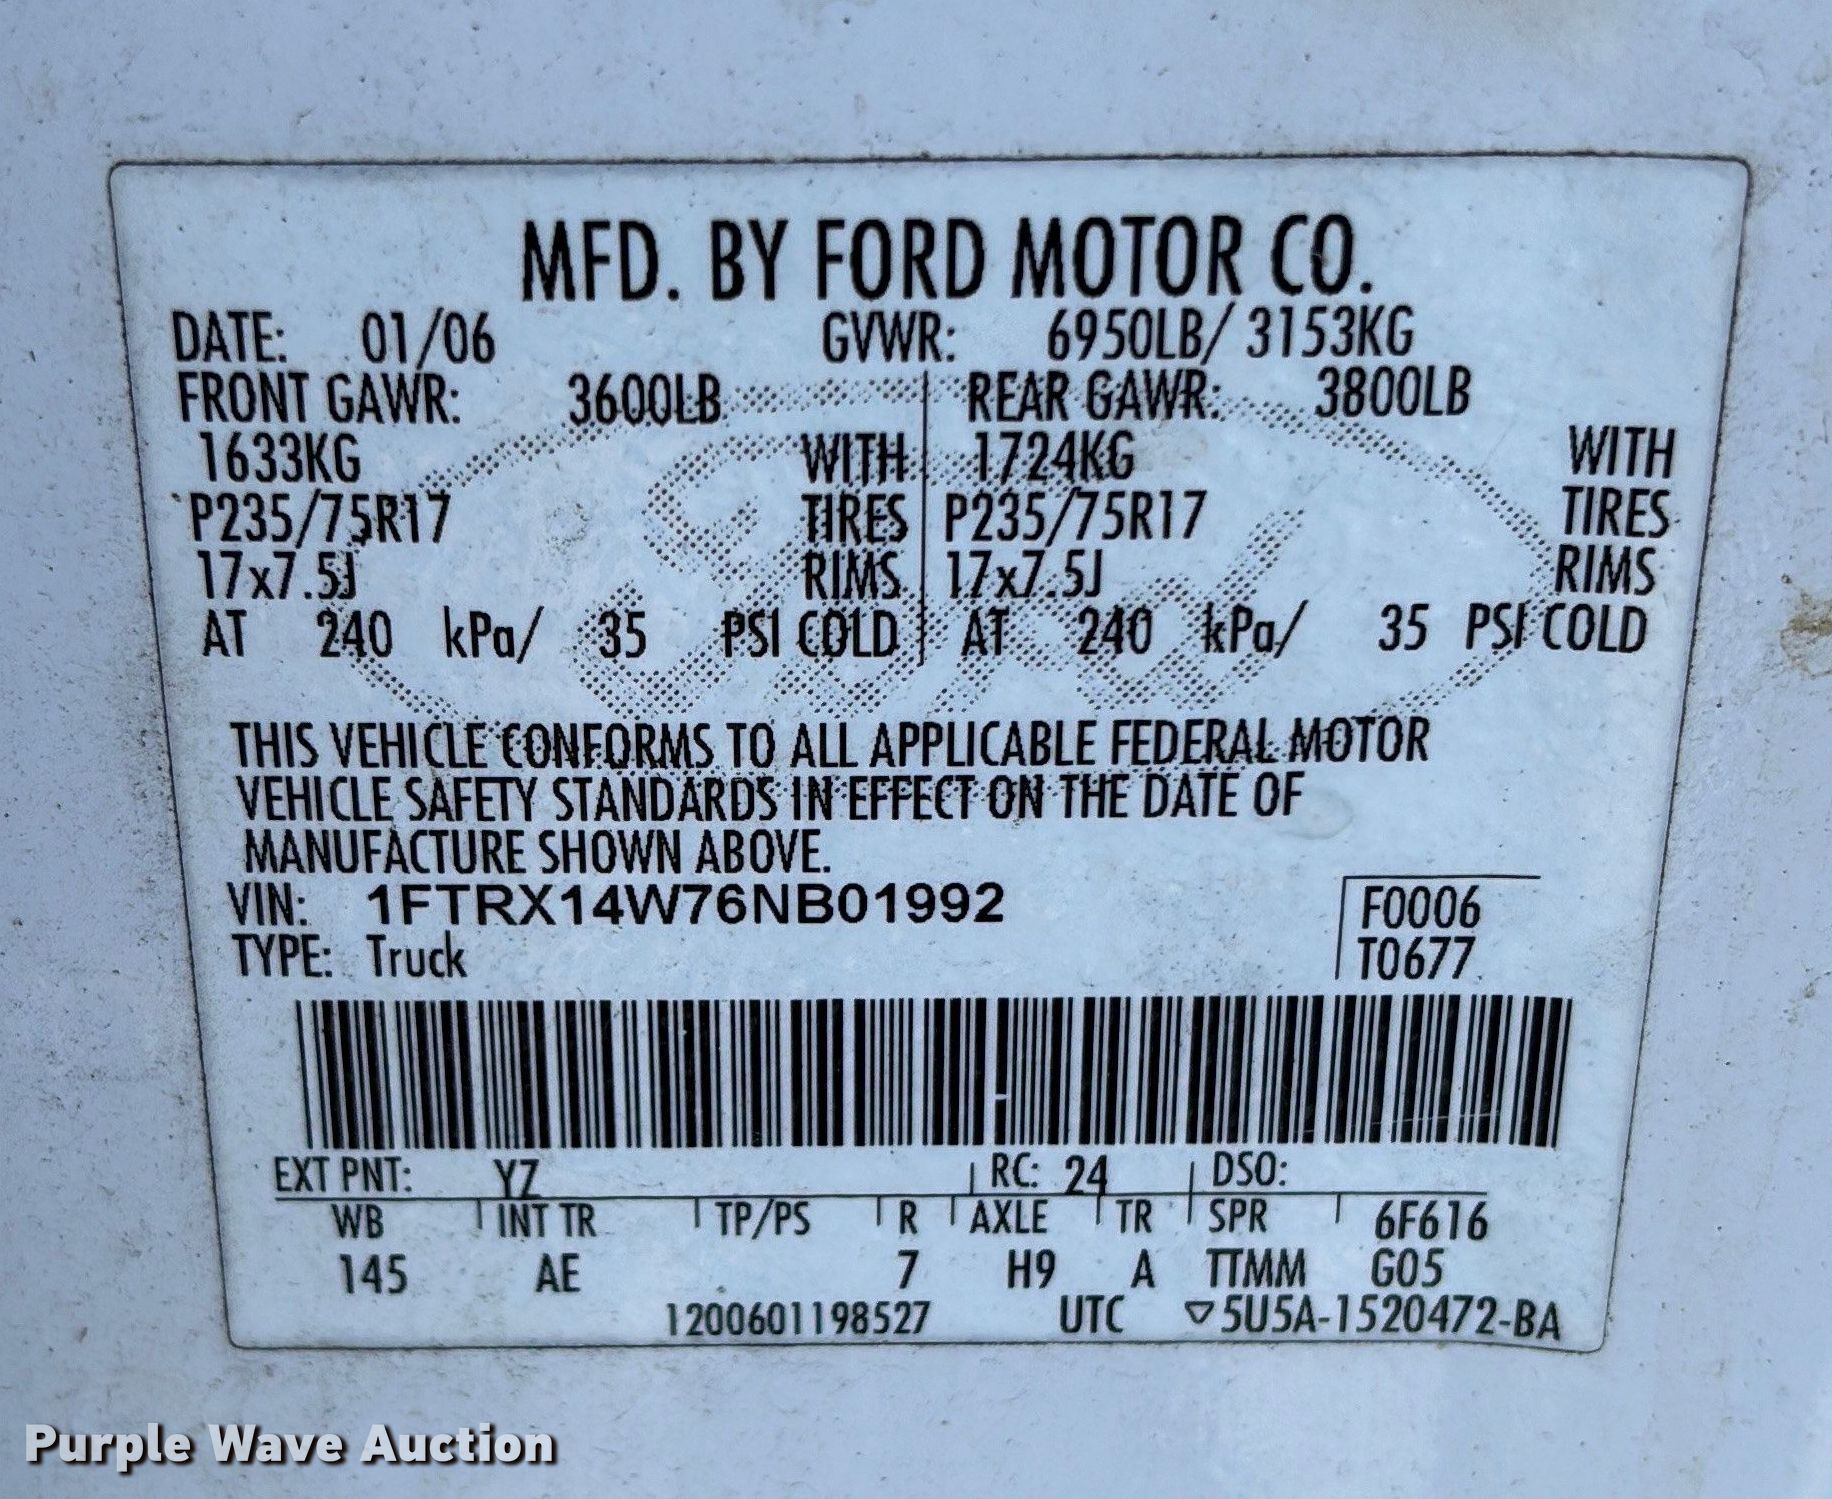 MFD. BY FORD MOTOR CO.
DATE: 01/06 GVWR: 6950LB/ 3153KG
FRONT GAWR: 3600LB REAR GAWR: 3800LB
1633KG WITH 1724KG WITH
P235/75R17 TIRES P235/75R17 TIRES
17x7.5J RIMS 17x7.5J RIMS
AT 240 kPa/ 35 PSI COLD AT 240 kPa/ 35 PSI COLD
THIS VEHICLE CONFORMS TO ALL APPLICABLE FEDERAL MOTOR
VEHICLE SAFETY STANDARDS IN EFFECT ON THE DATE OF
MANUFACTURE SHOWN ABOVE.
VIN: 1FTRX14W76NB01992 F0006
TYPE: Truck T0677
EXT PNT: YZ RC: 24 DSO:
WB INT TR TP/PS R AXLE TR SPR 6F616
145 AE 7 H9 A TTMM G05
1200601198527 UTC ▽5U5A-1520472-BA
Purple Wave Auction